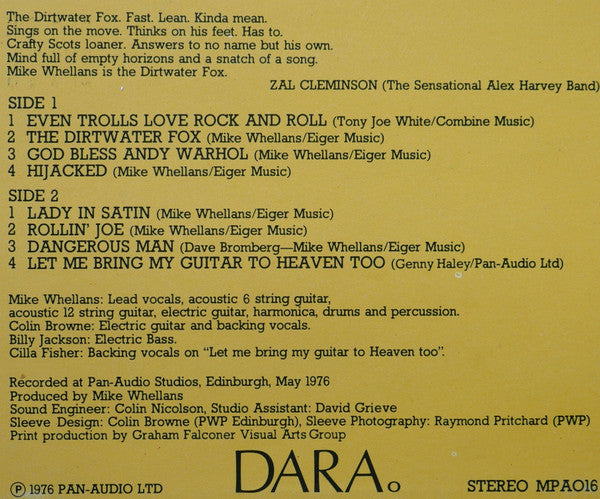 The Dirtwater Fox. Fast. Lean. Kinda mean.
Sings on the move. Thinks on his feet. Has to.
Crafty Scots loaner. Answers to no name but his own.
Mind full of empty horizons and a snatch of a song.
Mike Whellans is the Dirtwater Fox.
ZAL CLEMINSON (The Sensational Alex Harvey Band)
SIDE 1
1 EVEN TROLLS LOVE ROCK AND ROLL (Tony Joe White/Combine Music)
2 THE DIRTWATER FOX (Mike Whellans/Eiger Music)
3 GOD BLESS ANDY WARHOL (Mike Whellans/Eiger Music)
4 HIJACKED (Mike Whellans/Eiger Music)
SIDE 2
1 LADY IN SATIN (Mike Whellans/Eiger Music)
2 ROLLIN' JOE (Mike Whellans/Eiger Music)
3 DANGEROUS MAN (Dave Bromberg—Mike Whellans/Eiger Music)
4 LET ME BRING MY GUITAR TO HEAVEN TOO (Genny Haley/Pan-Audio Ltd)
Mike Whellans: Lead vocals, acoustic 6 string guitar,
acoustic 12 string guitar, electric guitar, harmonica, drums and percussion.
Colin Browne: Electric guitar and backing vocals.
Billy Jackson: Electric Bass.
Cilla Fisher: Backing vocals on "Let me bring my guitar to Heaven too".
Recorded at Pan-Audio Studios, Edinburgh, May 1976
Produced by Mike Whellans
Sound Engineer: Colin Nicolson, Studio Assistant: David Grieve
Sleeve Design: Colin Browne (PWP Edinburgh), Sleeve Photography: Raymond Pritchard (PWP)
Print production by Graham Falconer Visual Arts Group
℗ 1976 PAN-AUDIO LTD DARA STEREO MPA016